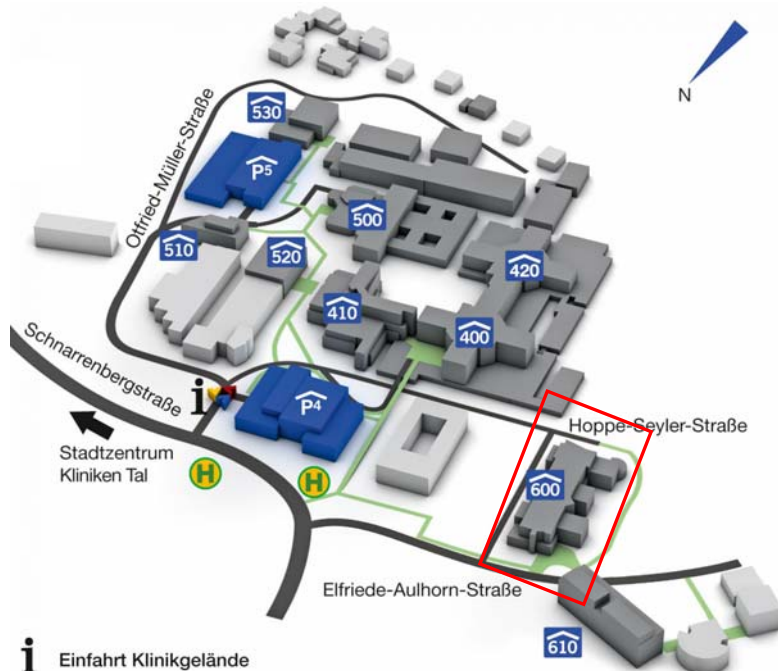 530
N
P5
Otfried-Müller-Straße
500
510
520
420
410
400
Schnarrenbergstraße
i
P4
Hoppe-Seyler-Straße
Stadtzentrum
Kliniken Tal
H
H
600
Elfriede-Aulhorn-Straße
610
i Einfahrt Klinikgelände